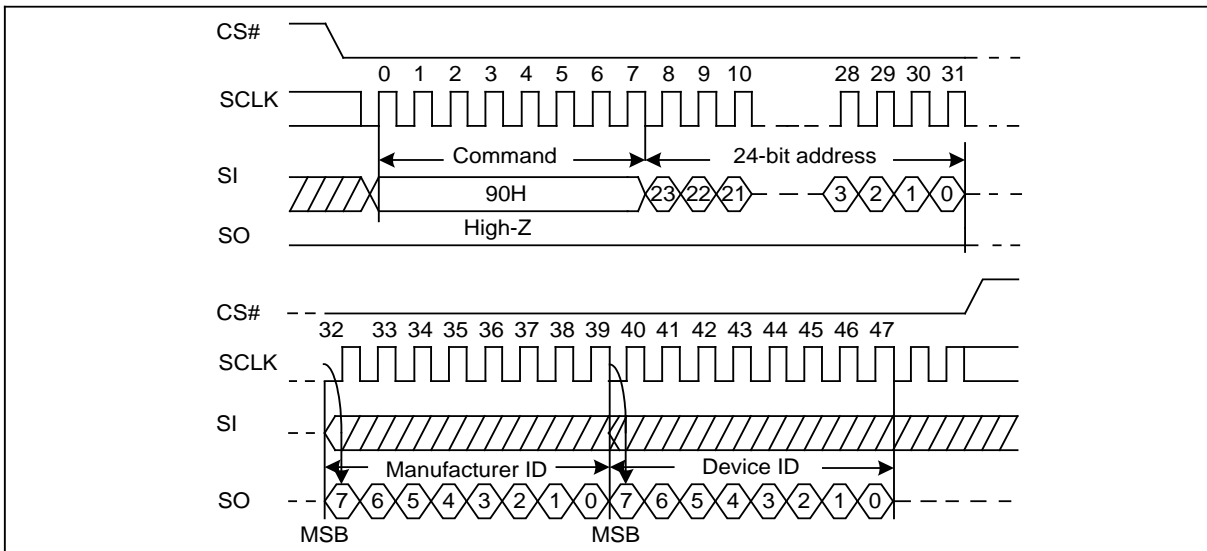 CS#
0 1 2 3 4 5 6 7 8 9 10 28 29 30 31
SCLK
Command 24-bit address
SI
90H 23 22 21 3 2 1 0
High-Z
SO
CS#
32 33 34 35 36 37 38 39 40 41 42 43 44 45 46 47
SCLK
SI
Manufacturer ID Device ID
SO 7 6 5 4 3 2 1 0 7 6 5 4 3 2 1 0
MSB MSB